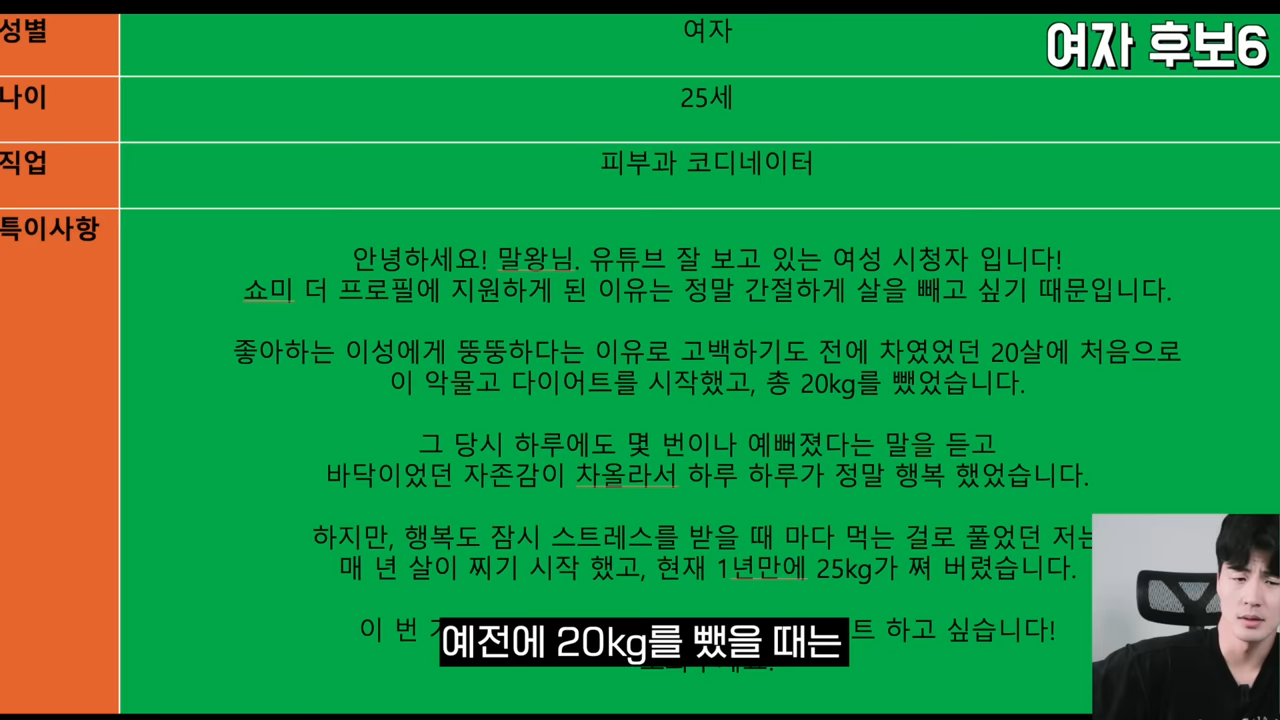 성별
여자
여자 후보6
나이
25세
직업
피부과 코디네이터
특이사항
안녕하세요! 말왕님. 유튜브 잘 보고 있는 여성 시청자 입니다!
쇼미 더 프로필에 지원하게 된 이유는 정말 간절하게 살을 빼고 싶기 때문입니다.
좋아하는 이성에게 뚱뚱하다는 이유로 고백하기도 전에 차였었던 20살에 처음으로
이 악물고 다이어트를 시작했고, 총 20kg를 뺐었습니다.
그 당시 하루에도 몇 번이나 예뻐졌다는 말을 듣고
바닥이었던 자존감이 차올라서 하루 하루가 정말 행복 했었습니다.
하지만, 행복도 잠시 스트레스를 받을 때 마다 먹는 걸로 풀었던 저는
매 년 살이 찌기 시작 했고, 현재 1년만에 25kg가 쪄 버렸습니다.
이 번 하고 싶습니다!
예전에 20kg를 뺐을 때는